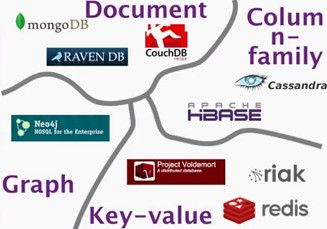 Document
mongoDB
RAVEN DB
CouchDB
relax
Colum
n-
family
Cassandra
APACHE
HBASE
Neo4j
NOSQL for the Enterprise
Project Voldemort
A distributed database.
Graph
Key-value
riak
redis